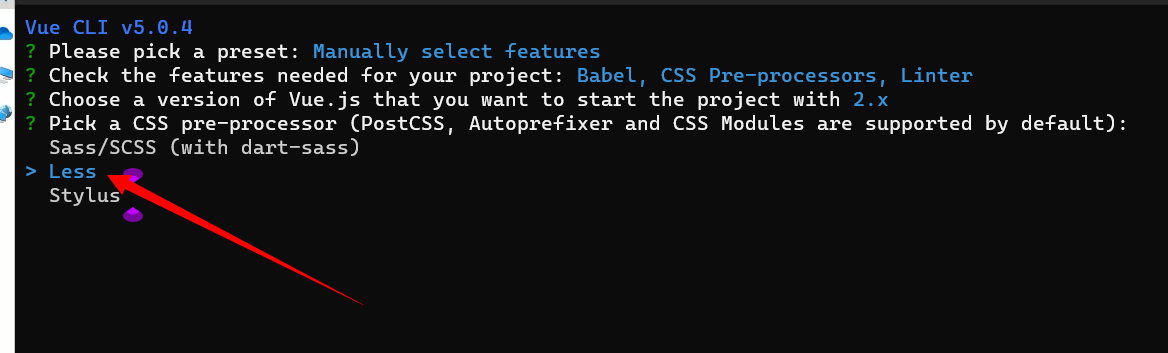 Vue CLI v5.0.4
? Please pick a preset: Manually select features
? Check the features needed for your project: Babel, CSS Pre-processors, Linter
? Choose a version of Vue.js that you want to start the project with 2.x
? Pick a CSS pre-processor (PostCSS, Autoprefixer and CSS Modules are supported by default):
Sass/SCSS (with dart-sass)
> Less
Stylus